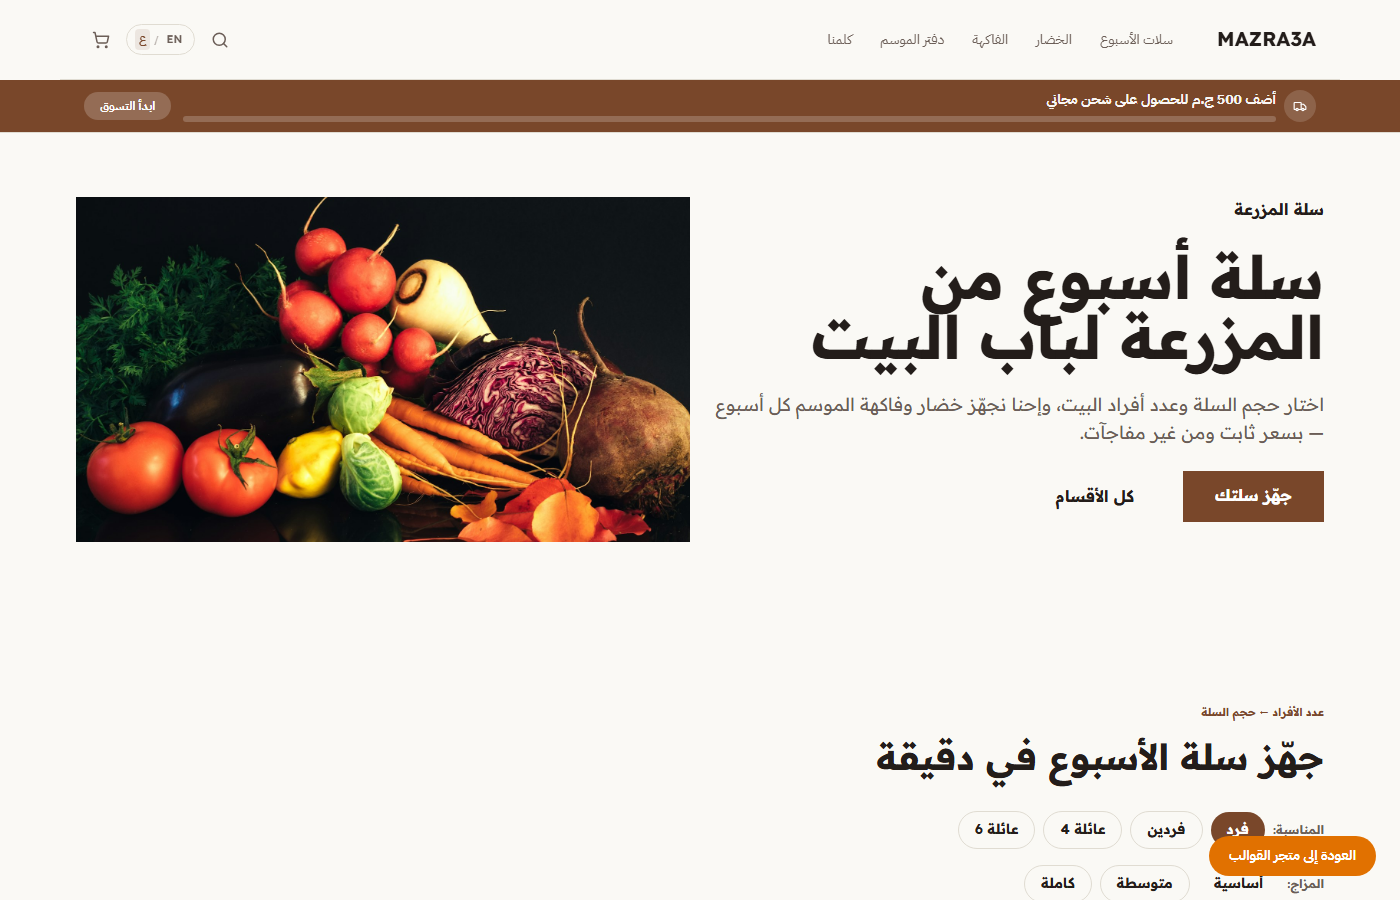 MAZRA3A
سلات الأسبوع
الخضار
الفاكهة
دفتر الموسم
كلمنا
EN / ع
أضف 500 ج.م للحصول على شحن مجاني
ابدأ التسوق
سلة المزرعة
سلة أسبوع من
المزرعة لباب البيت
اختار حجم السلة وعدد أفراد البيت، وإحنا نجهّز خضار وفاكهة الموسم كل أسبوع
— بسعر ثابت ومن غير مفاجآت.
جهّز سلتك
كل الأقسام
عدد الأفراد ← حجم السلة
جهّز سلة الأسبوع في دقيقة
المناسبة:
فرد
فردين
عائلة 4
عائلة 6
العودة إلى متجر القوالب
المزاج:
أساسية
متوسطة
كاملة